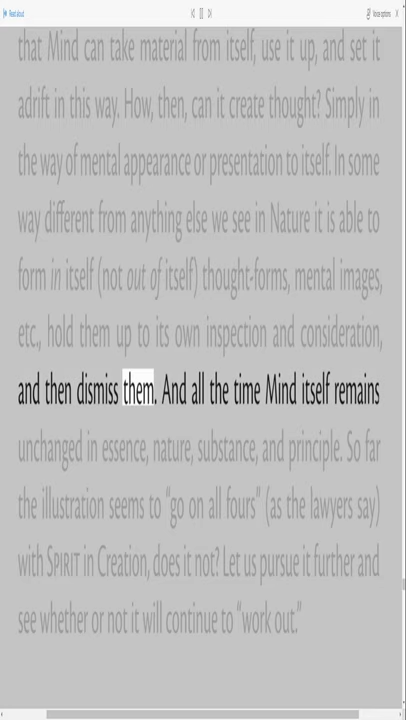 Read aloud
Voice options
that Mind can take material from itself, use it up, and set it
adrift in this way. How, then, can it create thought? Simply in
the way of mental appearance or presentation to itself. In some
way different from anything else we see in Nature it is able to
form in itself (not out of itself) thought-forms, mental images,
etc., hold them up to its own inspection and consideration,
and then dismiss them. And all the time Mind itself remains
unchanged in essence, nature, substance, and principle. So far
the illustration seems to “go on all fours” (as the lawyers say)
with SPIRIT in Creation, does it not? Let us pursue it further and
see whether or not it will continue to “work out.”